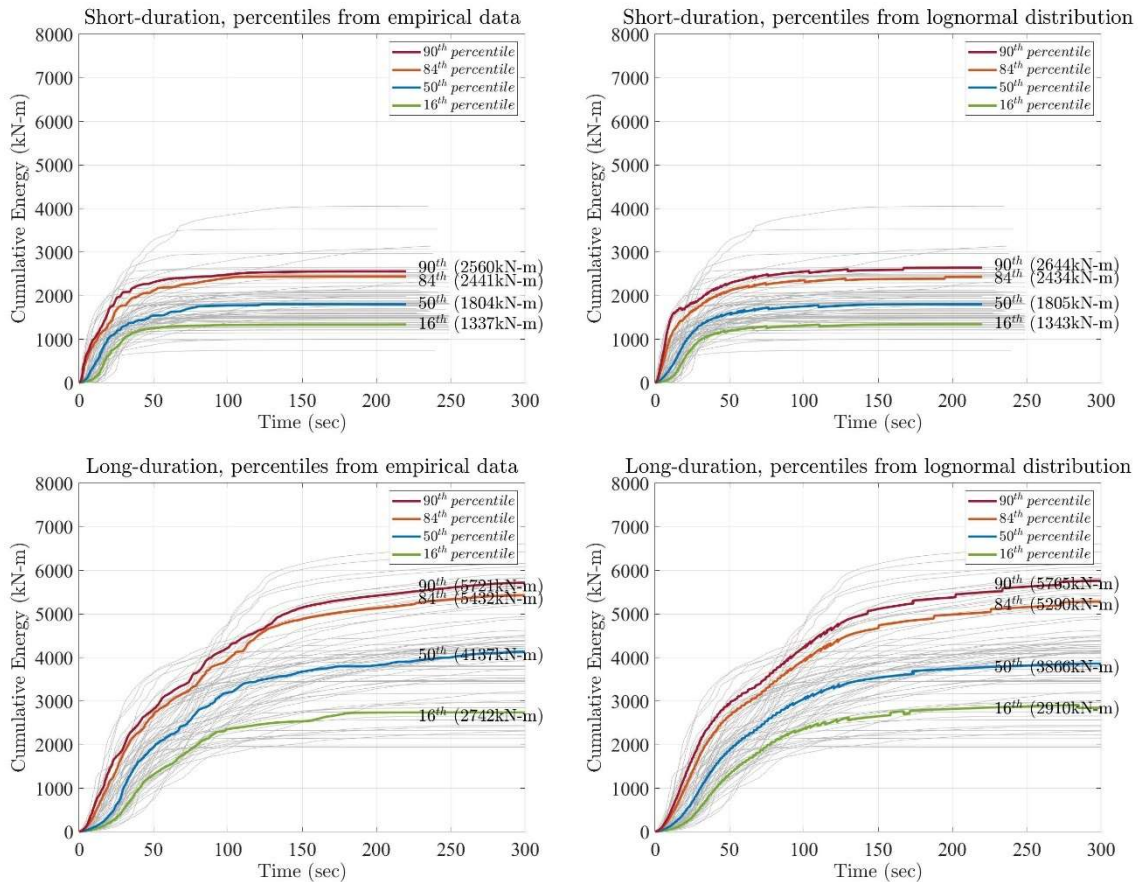 Short-duration, percentiles from empirical data
8000
7000
6000
5000
4000
3000
2000
1000
0
Cumulative Energy (kN-m)
90th percentile
84th percentile
50th percentile
16th percentile
90th (2560kN-m)
84th (2441kN-m)
50th (1804kN-m)
16th (1337kN-m)
0 50 100 150 200 250 300
Time (sec)
Short-duration, percentiles from lognormal distribution
8000
7000
6000
5000
4000
3000
2000
1000
0
Cumulative Energy (kN-m)
90th percentile
84th percentile
50th percentile
16th percentile
90th (2644kN-m)
84th (2434kN-m)
50th (1805kN-m)
16th (1343kN-m)
0 50 100 150 200 250 300
Time (sec)
Long-duration, percentiles from empirical data
8000
7000
6000
5000
4000
3000
2000
1000
0
Cumulative Energy (kN-m)
90th percentile
84th percentile
50th percentile
16th percentile
90th (5721kN-m)
84th (5432kN-m)
50th (4137kN-m)
16th (2742kN-m)
0 50 100 150 200 250 300
Time (sec)
Long-duration, percentiles from lognormal distribution
8000
7000
6000
5000
4000
3000
2000
1000
0
Cumulative Energy (kN-m)
90th percentile
84th percentile
50th percentile
16th percentile
90th (5765kN-m)
84th (5290kN-m)
50th (3866kN-m)
16th (2910kN-m)
0 50 100 150 200 250 300
Time (sec)